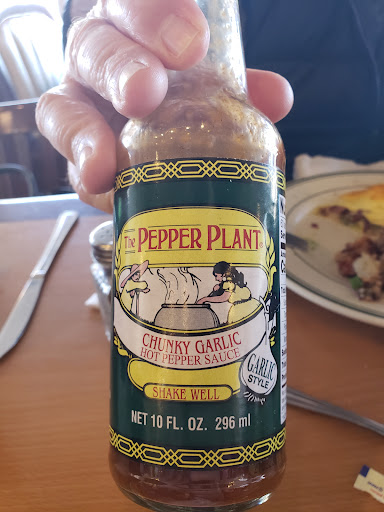 The PEPPER PLANT
CHUNKY GARLIC
HOT PEPPER SAUCE
GARLIC
STYLE
SHAKE WELL
NET 10 FL. OZ. 296 ml